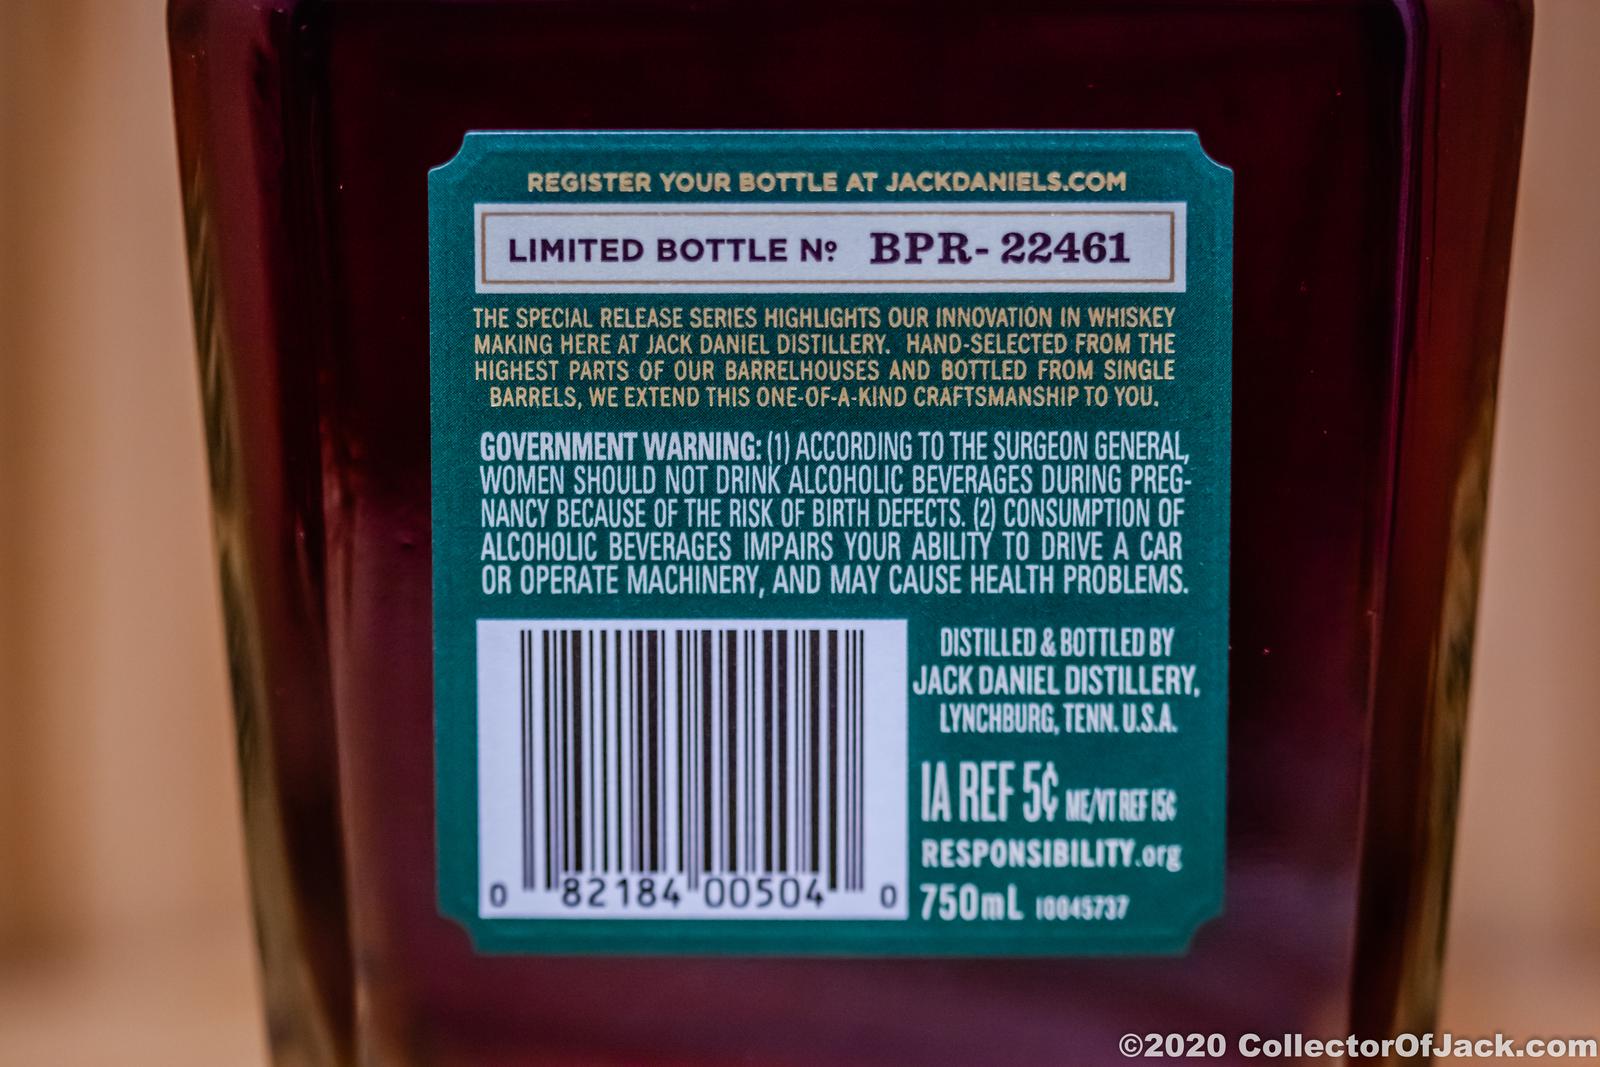 REGISTER YOUR BOTTLE AT JACKDANIELS.COM
LIMITED BOTTLE Nº BPR- 22461
THE SPECIAL RELEASE SERIES HIGHLIGHTS OUR INNOVATION IN WHISKEY
MAKING HERE AT JACK DANIEL DISTILLERY. HAND-SELECTED FROM THE
HIGHEST PARTS OF OUR BARRELHOUSES AND BOTTLED FROM SINGLE
BARRELS, WE EXTEND THIS ONE-OF-A-KIND CRAFTSMANSHIP TO YOU.
GOVERNMENT WARNING: (1) ACCORDING TO THE SURGEON GENERAL,
WOMEN SHOULD NOT DRINK ALCOHOLIC BEVERAGES DURING PREG-
NANCY BECAUSE OF THE RISK OF BIRTH DEFECTS. (2) CONSUMPTION OF
ALCOHOLIC BEVERAGES IMPAIRS YOUR ABILITY TO DRIVE A CAR
OR OPERATE MACHINERY, AND MAY CAUSE HEALTH PROBLEMS.
0 82184 00504 0
DISTILLED & BOTTLED BY
JACK DANIEL DISTILLERY,
LYNCHBURG, TENN. U.S.A.
IA REF 5¢ ME/VT REF 15¢
RESPONSIBILITY.org
750mL 10045737
©2020 CollectorOfJack.com